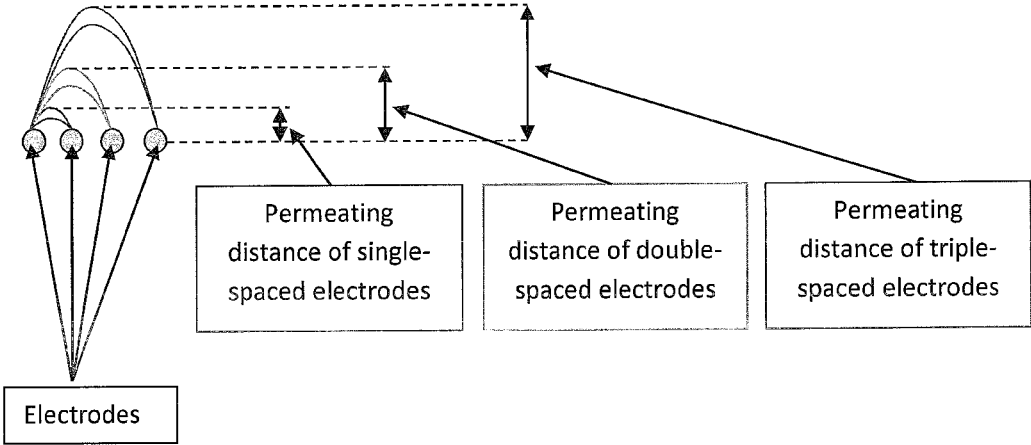 Permeating
distance of single-
spaced electrodes
Permeating
distance of double-
spaced electrodes
Permeating
distance of triple-
spaced electrodes
Electrodes